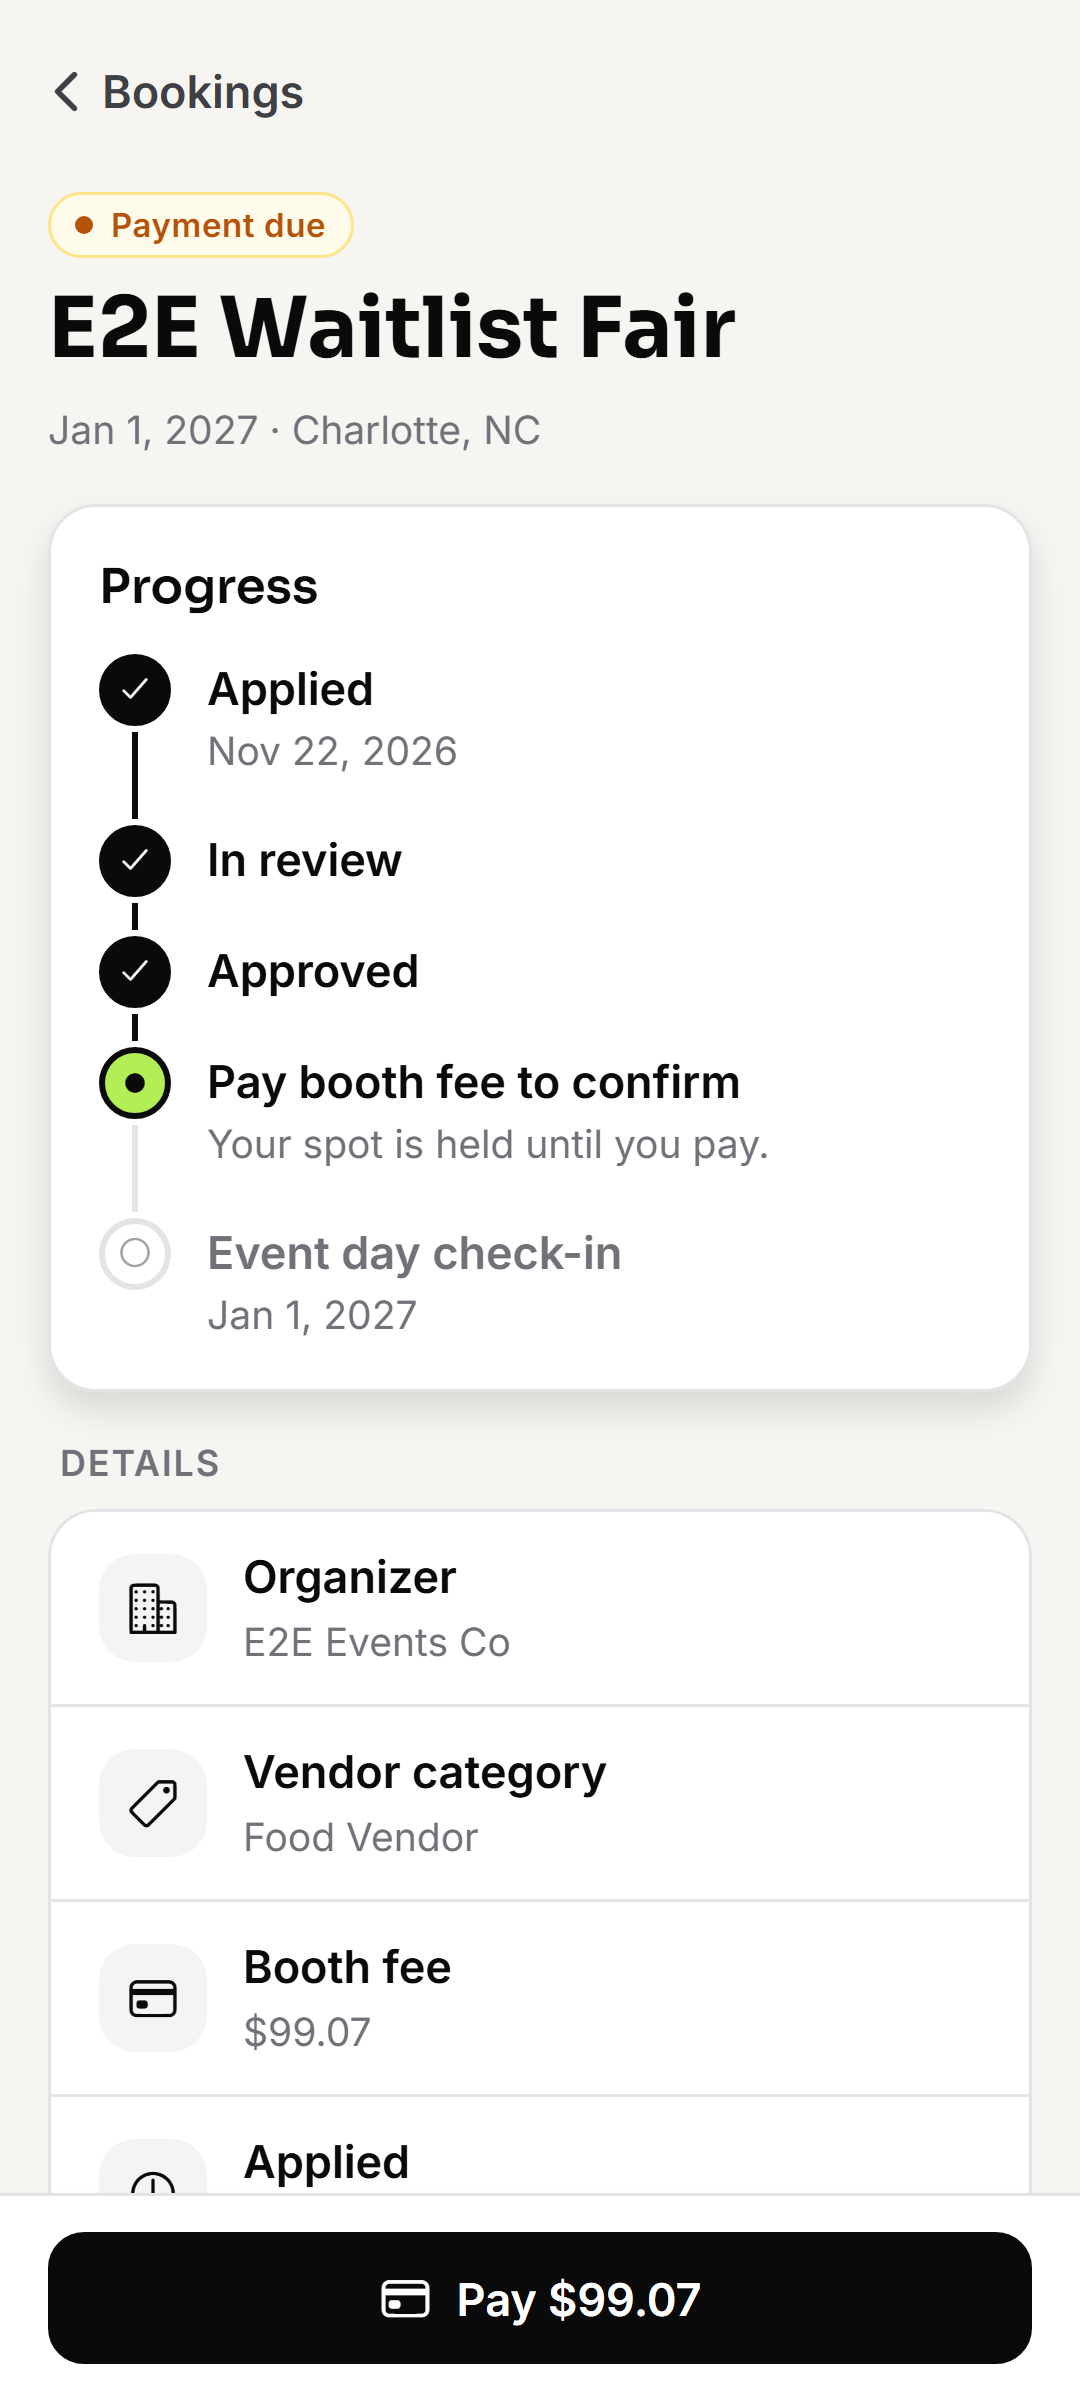 Bookings
Payment due
E2E Waitlist Fair
Jan 1, 2027 · Charlotte, NC
Progress
Applied
Nov 22, 2026
In review
Approved
Pay booth fee to confirm
Your spot is held until you pay.
Event day check-in
Jan 1, 2027
DETAILS
Organizer
E2E Events Co
Vendor category
Food Vendor
Booth fee
$99.07
Applied
Pay $99.07